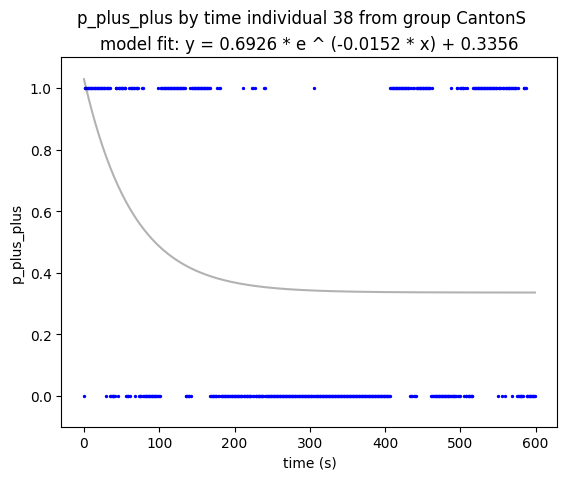 p_plus_plus by time individual 38 from group CantonS
model fit: y = 0.6926 * e ^ (-0.0152 * x) + 0.3356
1.0
0.8
0.6
0.4
0.2
0.0
p_plus_plus
0 100 200 300 400 500 600
time (s)